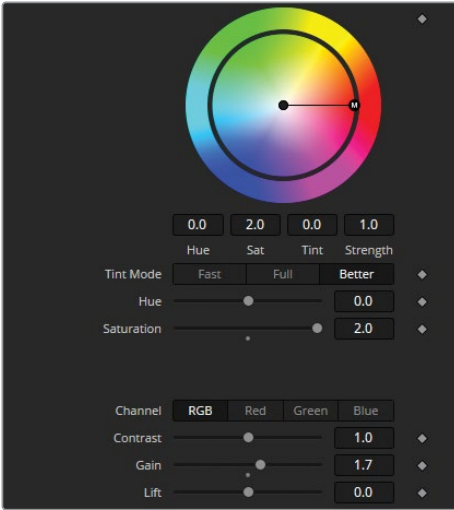 M
0.0 2.0 0.0 1.0
Hue Sat Tint Strength
Tint Mode Fast Full Better
Hue 0.0
Saturation 2.0
Channel RGB Red Green Blue
Contrast 1.0
Gain 1.7
Lift 0.0